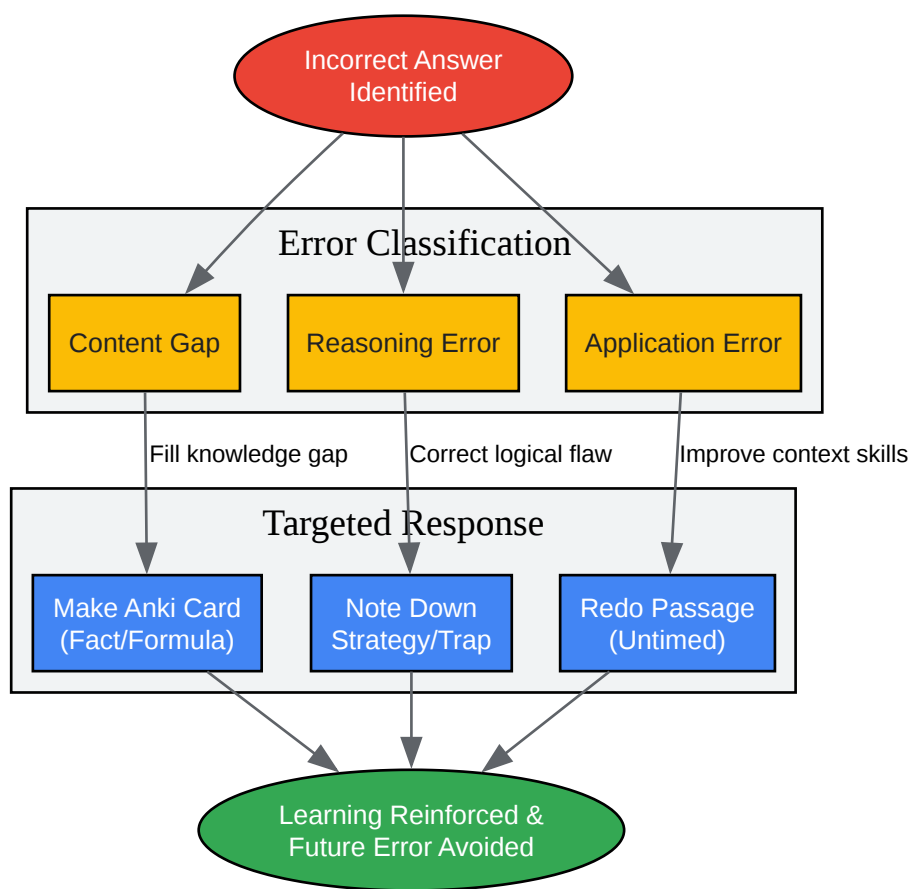 Incorrect Answer
Identified
Error Classification
Content Gap
Reasoning Error
Application Error
Fill knowledge gap
Correct logical flaw
Improve context skills
Targeted Response
Make Anki Card
(Fact/Formula)
Note Down
Strategy/Trap
Redo Passage
(Untimed)
Learning Reinforced &
Future Error Avoided